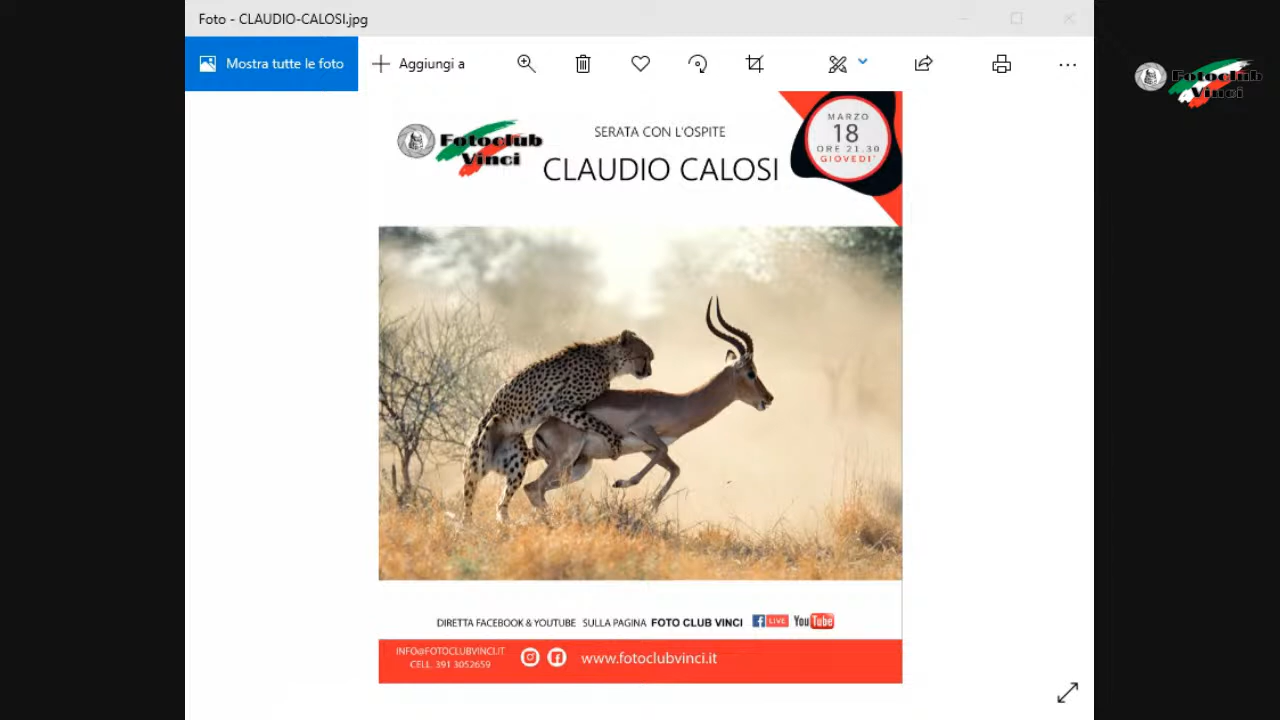 Foto - CLAUDIO-CALOSI.jpg
Mostra tutte le foto
Aggiungi a
Fotoclub
Vinci
Fotoclub
Vinci
SERATA CON L'OSPITE
CLAUDIO CALOSI
MARZO
18
ORE 21.30
GIOVEDI'
DIRETTA FACEBOOK & YOUTUBE SULLA PAGINA FOTO CLUB VINCI f LIVE YouTube
INFO@FOTOCLUBVINCI.IT
CELL. 391 3052659
www.fotoclubvinci.it